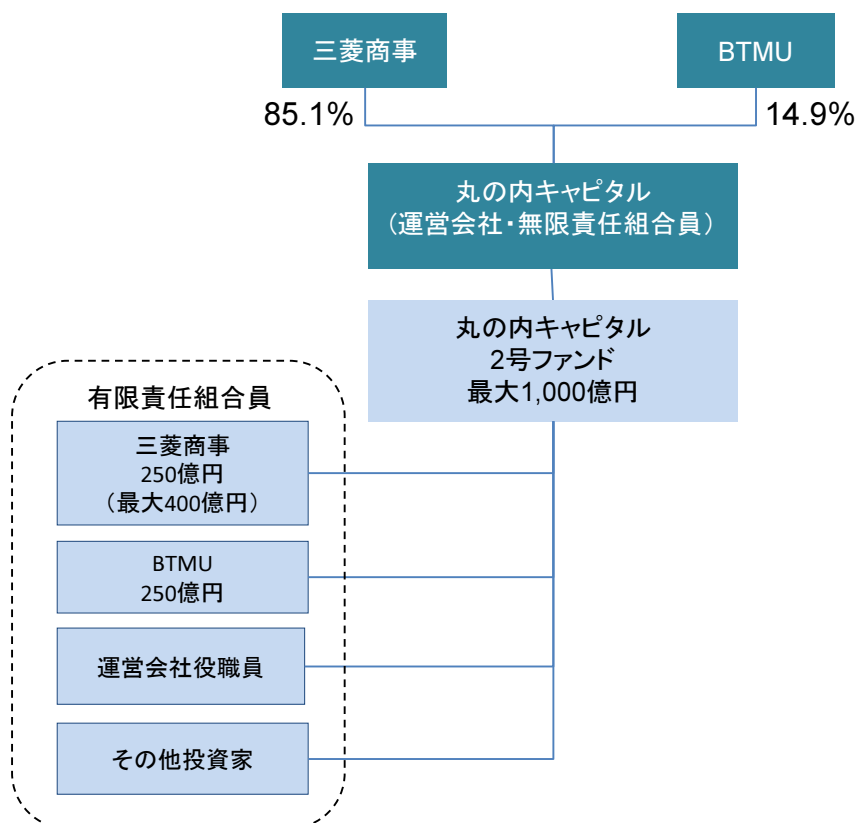 三菱商事
BTMU
85.1%
14.9%
丸の内キャピタル
（運営会社・無限責任組合員）
丸の内キャピタル
2号ファンド
最大1,000億円
有限責任組合員
三菱商事
250億円
（最大400億円）
BTMU
250億円
運営会社役職員
その他投資家